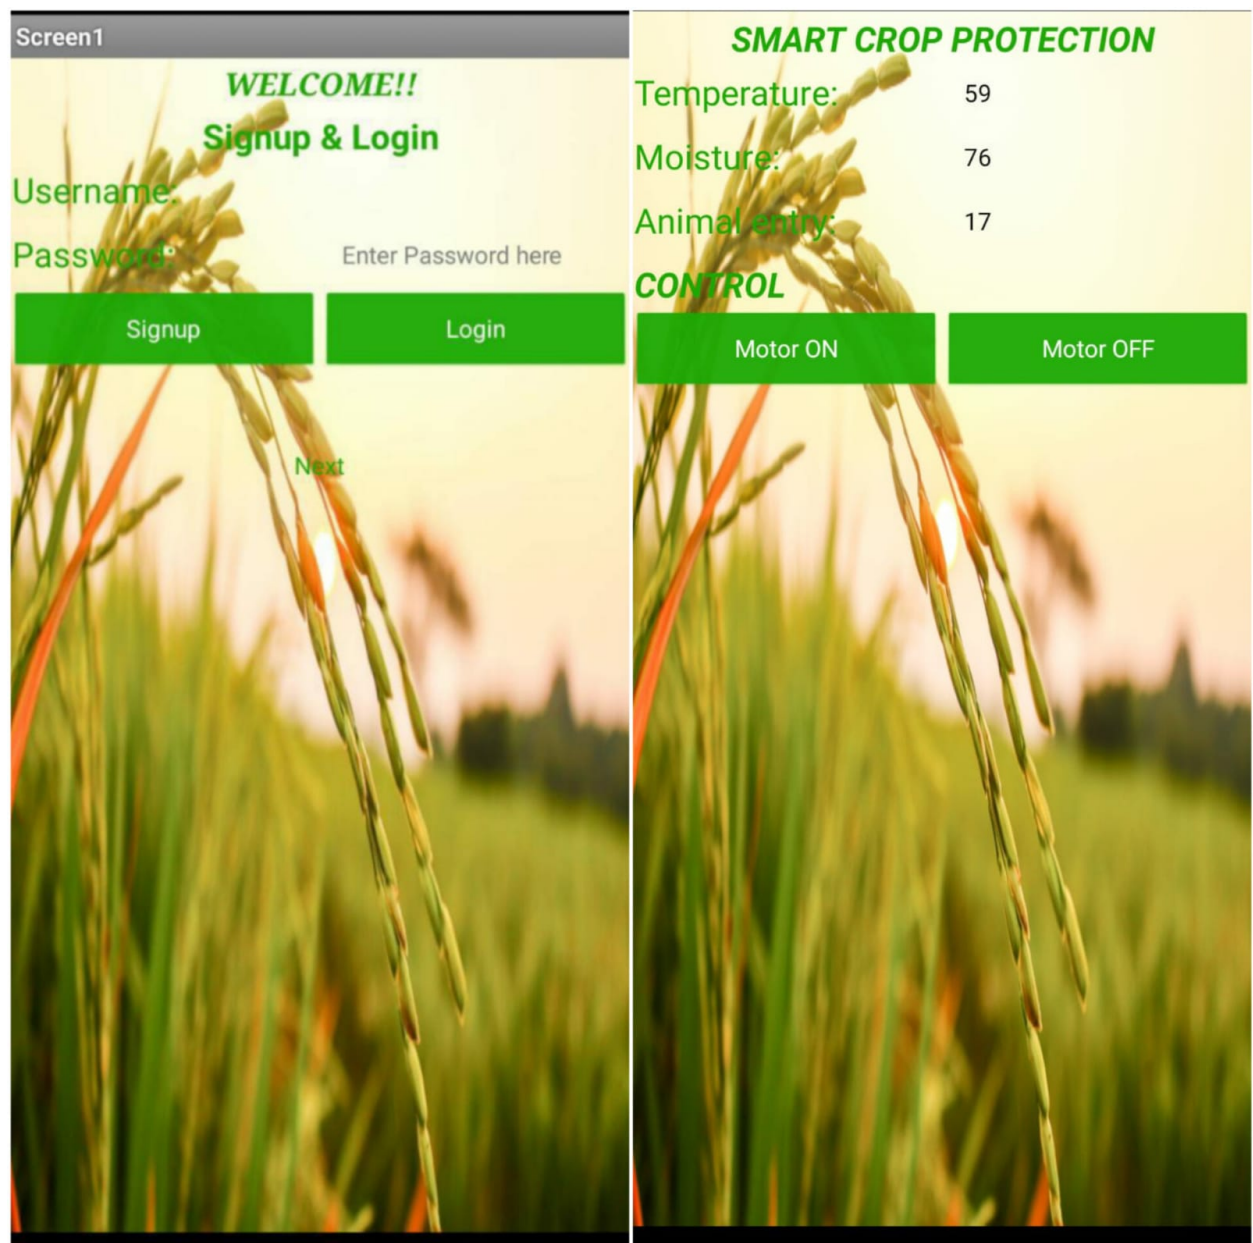 Screen1
WELCOME!!
Signup & Login
Username:
Password: Enter Password here
Signup Login
Next
SMART CROP PROTECTION
Temperature: 59
Moisture: 76
Animal entry: 17
CONTROL
Motor ON Motor OFF